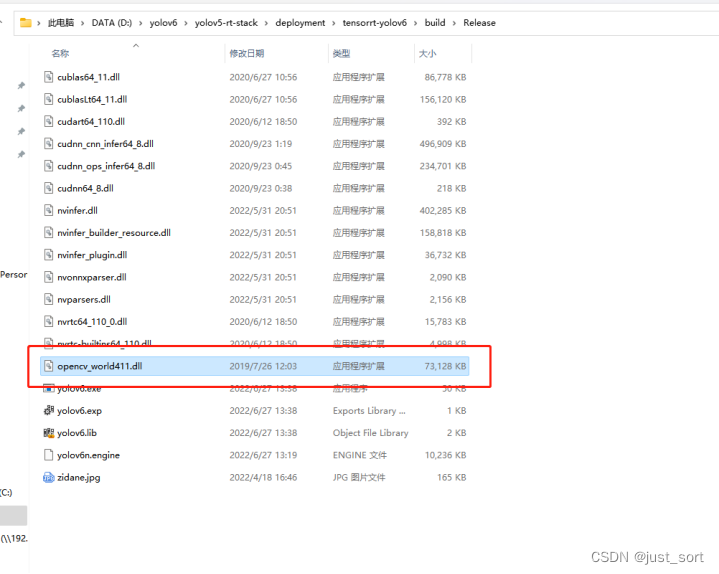 此电脑 › DATA (D:) › yolov6 › yolov5-rt-stack › deployment › tensorrt-yolov6 › build › Release
名称 修改日期 类型 大小
cublas64_11.dll 2020/6/27 10:56 应用程序扩展 86,778 KB
cublasLt64_11.dll 2020/6/27 10:56 应用程序扩展 156,120 KB
cudart64_110.dll 2020/6/12 18:50 应用程序扩展 392 KB
cudnn_cnn_infer64_8.dll 2020/9/23 1:19 应用程序扩展 496,909 KB
cudnn_ops_infer64_8.dll 2020/9/23 0:45 应用程序扩展 234,701 KB
cudnn64_8.dll 2020/9/23 0:38 应用程序扩展 218 KB
nvinfer.dll 2022/5/31 20:51 应用程序扩展 402,285 KB
nvinfer_builder_resource.dll 2022/5/31 20:51 应用程序扩展 158,818 KB
nvinfer_plugin.dll 2022/5/31 20:51 应用程序扩展 36,732 KB
Person
nvonnxparser.dll 2022/5/31 20:51 应用程序扩展 2,090 KB
nvparsers.dll 2022/5/31 20:51 应用程序扩展 2,156 KB
nvrtc64_110_0.dll 2020/6/12 18:50 应用程序扩展 15,783 KB
nvrtc-builtins64_110.dll 2020/6/12 18:50 应用程序扩展 4,998 KB
opencv_world411.dll 2019/7/26 12:03 应用程序扩展 73,128 KB
yolov6.exe 2022/6/27 13:38 应用程序 50 KB
yolov6.exp 2022/6/27 13:38 Exports Library ... 1 KB
yolov6.lib 2022/6/27 13:38 Object File Library 2 KB
yolov6n.engine 2022/6/27 13:19 ENGINE 文件 10,236 KB
zidane.jpg 2022/4/18 16:46 JPG 图片文件 165 KB
(C:)
(\\192.
CSDN @just_sort